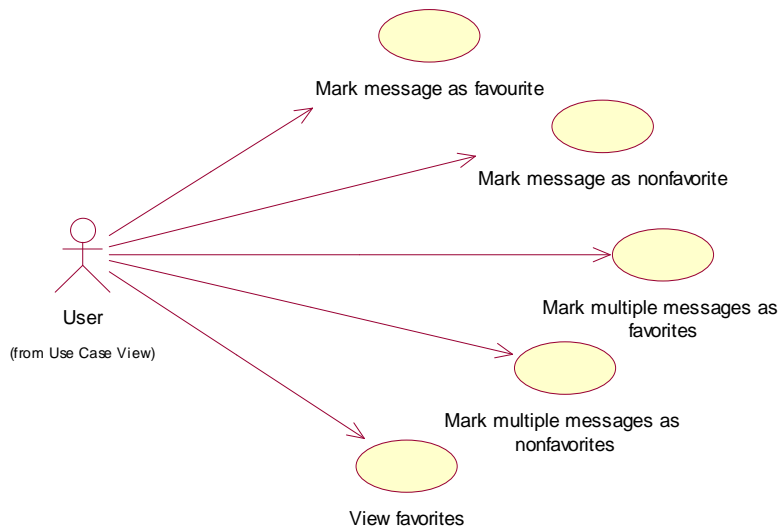 Mark message as favourite
Mark message as nonfavorite
Mark multiple messages as
favorites
User
(from Use Case View)
Mark multiple messages as
nonfavorites
View favorites